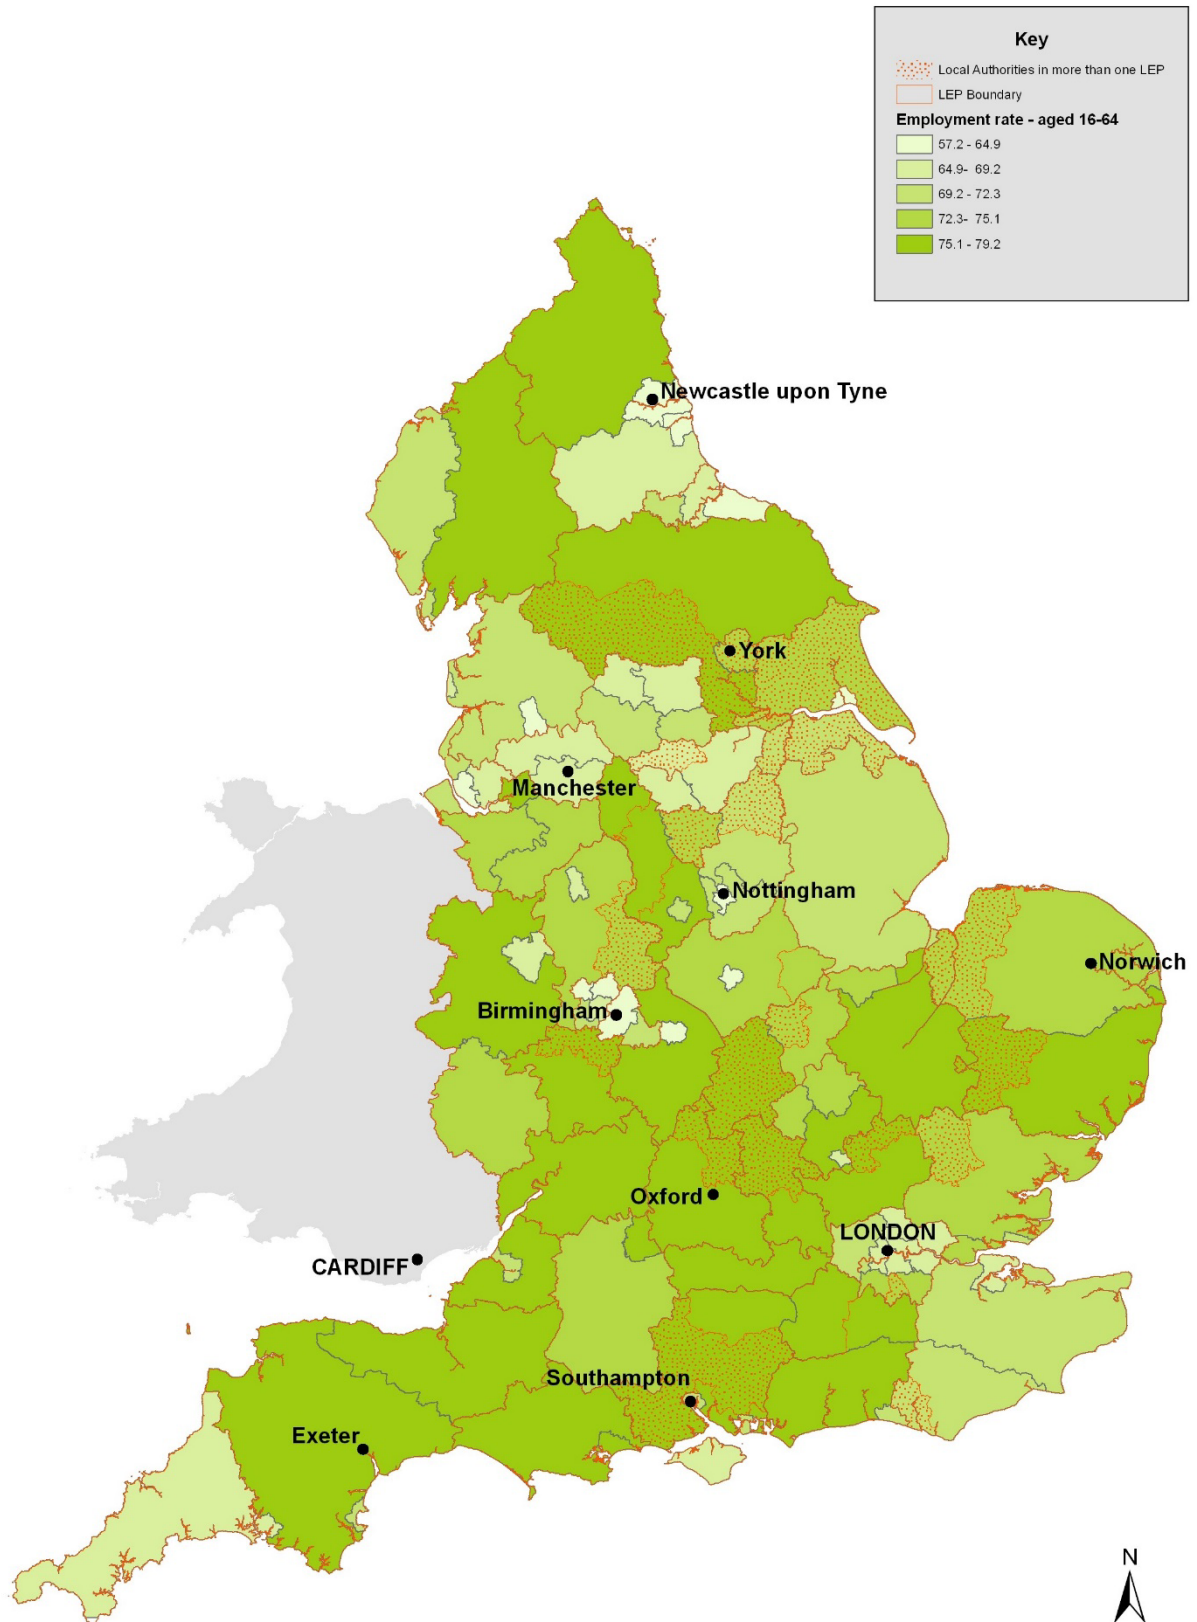 Key
Local Authorities in more than one LEP
LEP Boundary
Employment rate - aged 16-64
57.2 - 64.9
64.9- 69.2
69.2 - 72.3
72.3- 75.1
75.1 - 79.2
Newcastle upon Tyne
York
Manchester
Nottingham
Norwich
Birmingham
Oxford
LONDON
CARDIFF
Southampton
Exeter
N